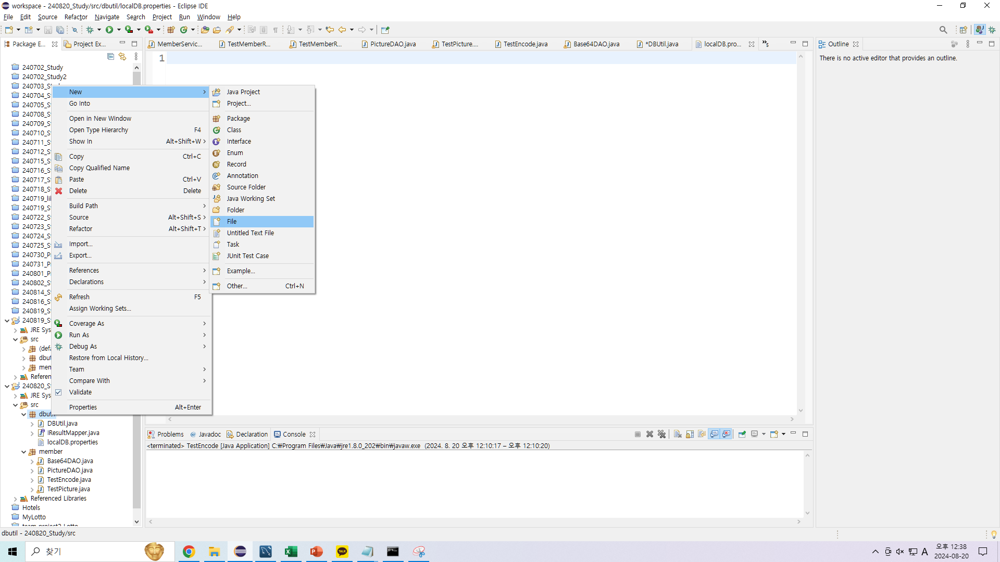 workspace - 240820_Study/src/dbutil/localDB.properties - Eclipse IDE
File Edit Source Refactor Navigate Search Project Run Window Help
Package E... Project Ex...
MemberServic... TestMemberR... TestMemberR... PictureDAO.java TestPicture.... TestEncode.java Base64DAO.java *DBUtil.java localDB.pro... »5
Outline
There is no active editor that provides an outline.
1
240702_Study
240702_Study2
240703_S
240704_S
240705_S
240708_S
240709_S
240710_S
240711_S
240712_S
240715_S
240716_S
240717_S
240718_S
240719_li
240719_S
240722_S
240723_S
240724_S
240725_S
240730_P
240731_P
240801_P
240802_S
240814_S
240816_S
240819_S
240819_S
JRE Sys
src
(defa
dbut
mem
Referen
240820_S
JRE Sys
src
dbutil
DBUtil.java
IResultMapper.java
localDB.properties
member
Base64DAO.java
PictureDAO.java
TestEncode.java
TestPicture.java
Referenced Libraries
Hotels
MyLotto
team project2 Lotto
New
Go Into
Open in New Window
Open Type Hierarchy F4
Show In Alt+Shift+W
Copy Ctrl+C
Copy Qualified Name
Paste Ctrl+V
Delete Delete
Build Path
Source Alt+Shift+S
Refactor Alt+Shift+T
Import...
Export...
References
Declarations
Refresh F5
Assign Working Sets...
Coverage As
Run As
Debug As
Restore from Local History...
Team
Compare With
Validate
Properties Alt+Enter
Java Project
Project...
Package
Class
Interface
Enum
Record
Annotation
Source Folder
Java Working Set
Folder
File
Untitled Text File
Task
JUnit Test Case
Example...
Other... Ctrl+N
Problems Javadoc Declaration Console
<terminated> TestEncode [Java Application] C:₩Program Files₩Java₩jre1.8.0_202₩bin₩javaw.exe (2024. 8. 20 오후 12:10:17 – 오후 12:10:20)
dbutil - 240820_Study/src
찾기
TALK
A
오후 12:38
2024-08-20